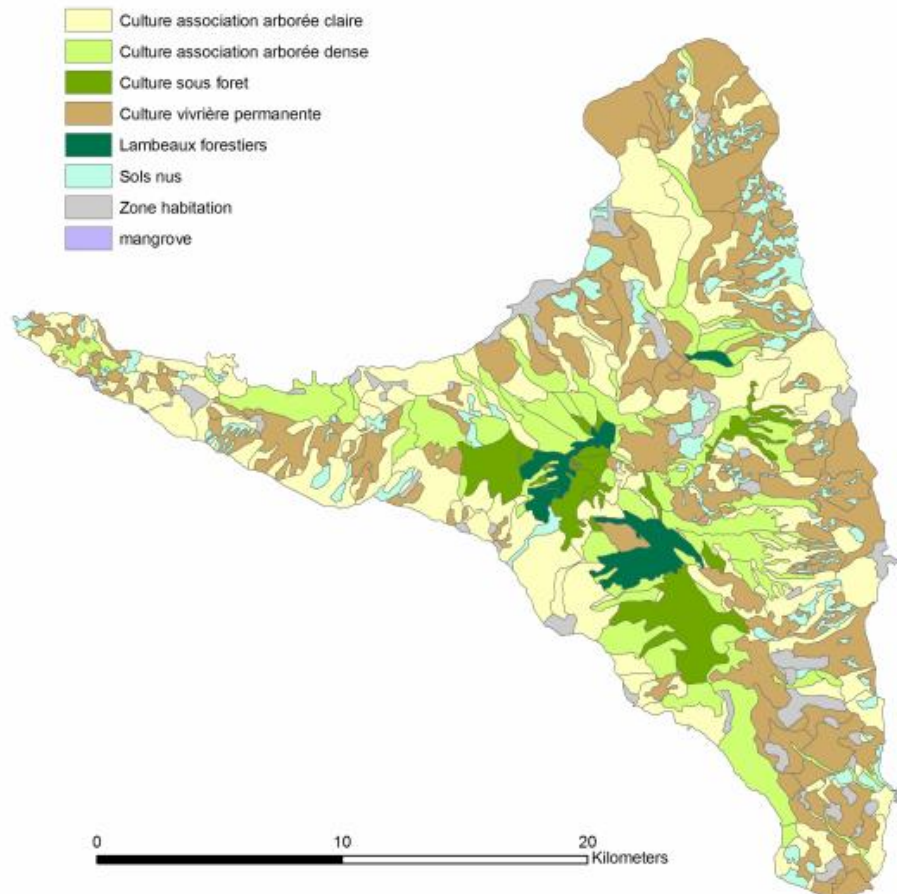 Culture association arborée claire
Culture association arborée dense
Culture sous foret
Culture vivrière permanente
Lambeaux forestiers
Sols nus
Zone habitation
mangrove
0 10 20
Kilometers